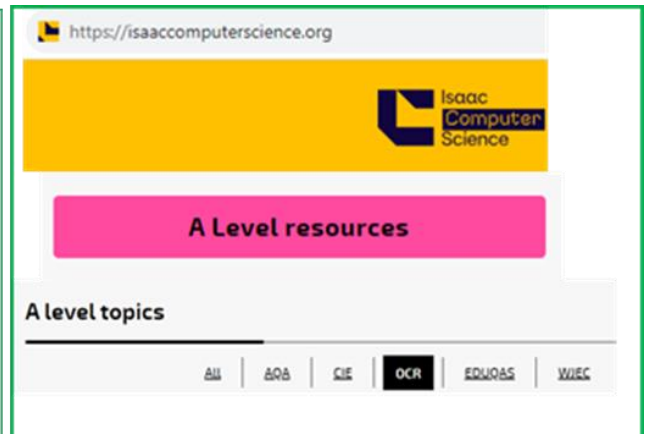 https://isaaccomputerscience.org
Isaac
Computer
Science
A Level resources
A level topics
All | AQA | CIE | OCR | EDUQAS | WJEC